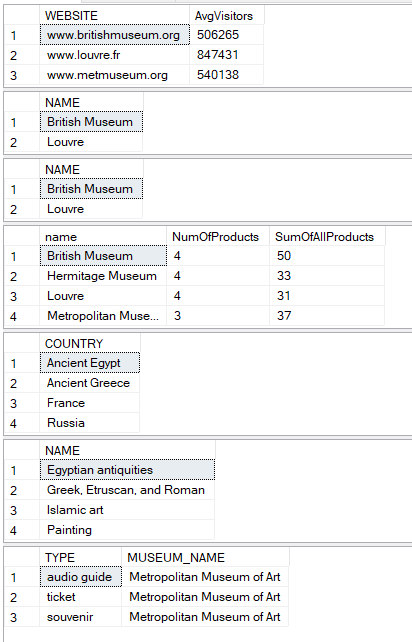 WEBSITE AvgVisitors
1 www.britishmuseum.org 506265
2 www.louvre.fr 847431
3 www.metmuseum.org 540138
NAME
1 British Museum
2 Louvre
NAME
1 British Museum
2 Louvre
name NumOfProducts SumOfAllProducts
1 British Museum 4 50
2 Hermitage Museum 4 33
3 Louvre 4 31
4 Metropolitan Muse... 3 37
COUNTRY
1 Ancient Egypt
2 Ancient Greece
3 France
4 Russia
NAME
1 Egyptian antiquities
2 Greek, Etruscan, and Roman
3 Islamic art
4 Painting
TYPE MUSEUM_NAME
1 audio guide Metropolitan Museum of Art
2 ticket Metropolitan Museum of Art
3 souvenir Metropolitan Museum of Art